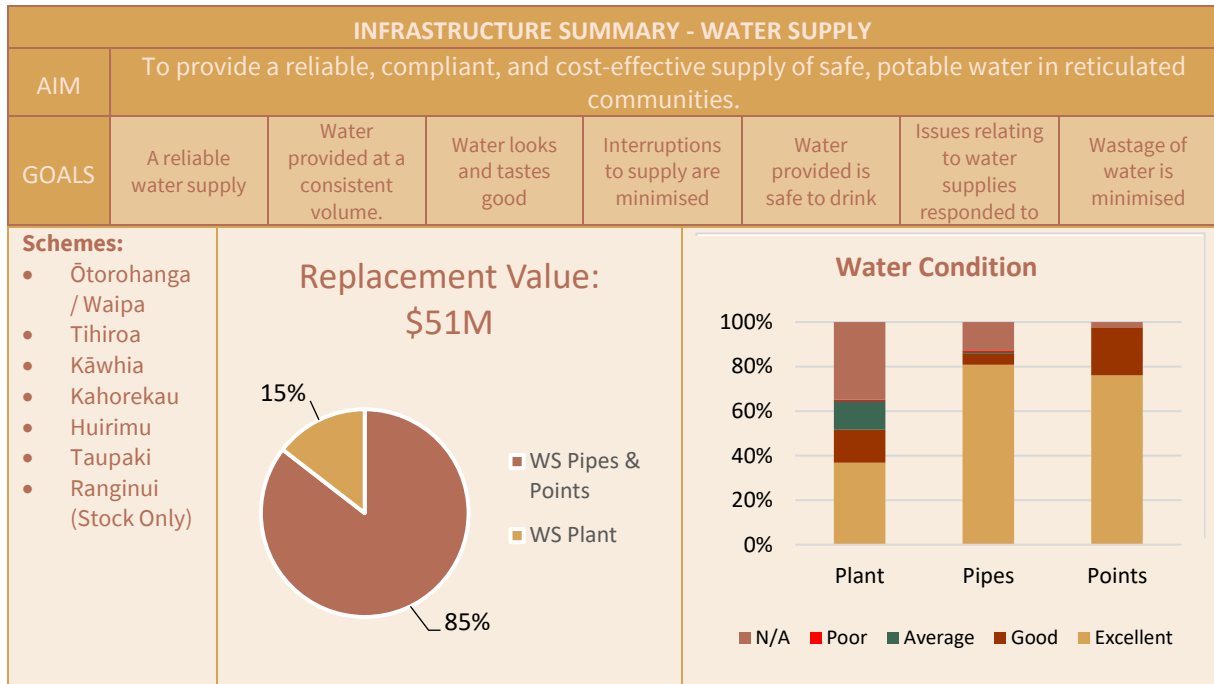 INFRASTRUCTURE SUMMARY - WATER SUPPLY
AIM
To provide a reliable, compliant, and cost-effective supply of safe, potable water in reticulated
communities.
GOALS
A reliable
water supply
Water
provided at a
consistent
volume.
Water looks
and tastes
good
Interruptions
to supply are
minimised
Water
provided is
safe to drink
Issues relating
to water
supplies
responded to
Wastage of
water is
minimised
Schemes:
• Ōtorohanga
/ Waipa
• Tihiroa
• Kāwhia
• Kahorekau
• Huirimu
• Taupaki
• Ranginui
(Stock Only)
Replacement Value:
$51M
15%
85%
WS Pipes &
Points
WS Plant
Water Condition
100%
80%
60%
40%
20%
0%
Plant Pipes Points
N/A Poor Average Good Excellent